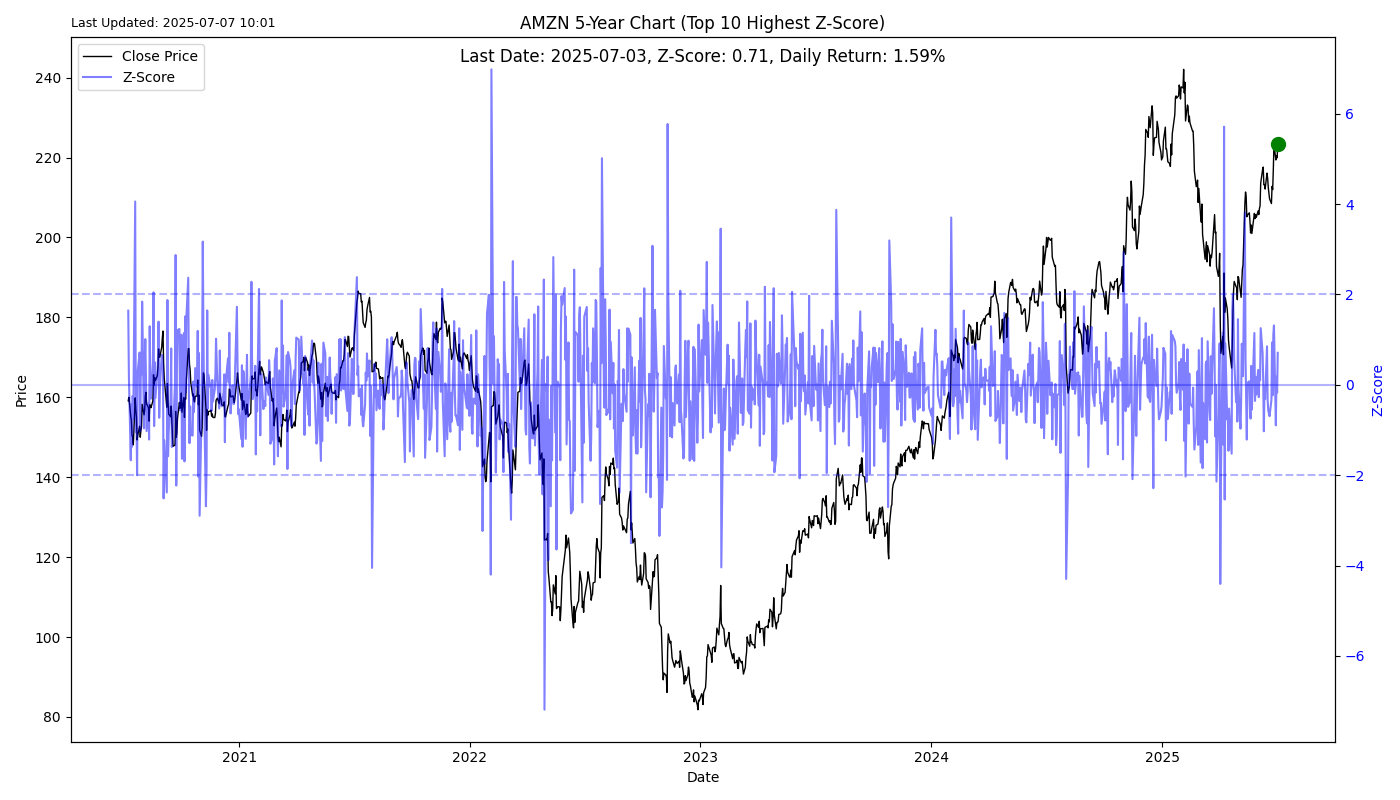 Last Updated: 2025-07-07 10:01
AMZN 5-Year Chart (Top 10 Highest Z-Score)
Last Date: 2025-07-03, Z-Score: 0.71, Daily Return: 1.59%
Close Price
Z-Score
240
220
200
180
160
140
120
100
80
Price
6
4
2
0
−2
−4
−6
Z-Score
2021
2022
2023
2024
2025
Date